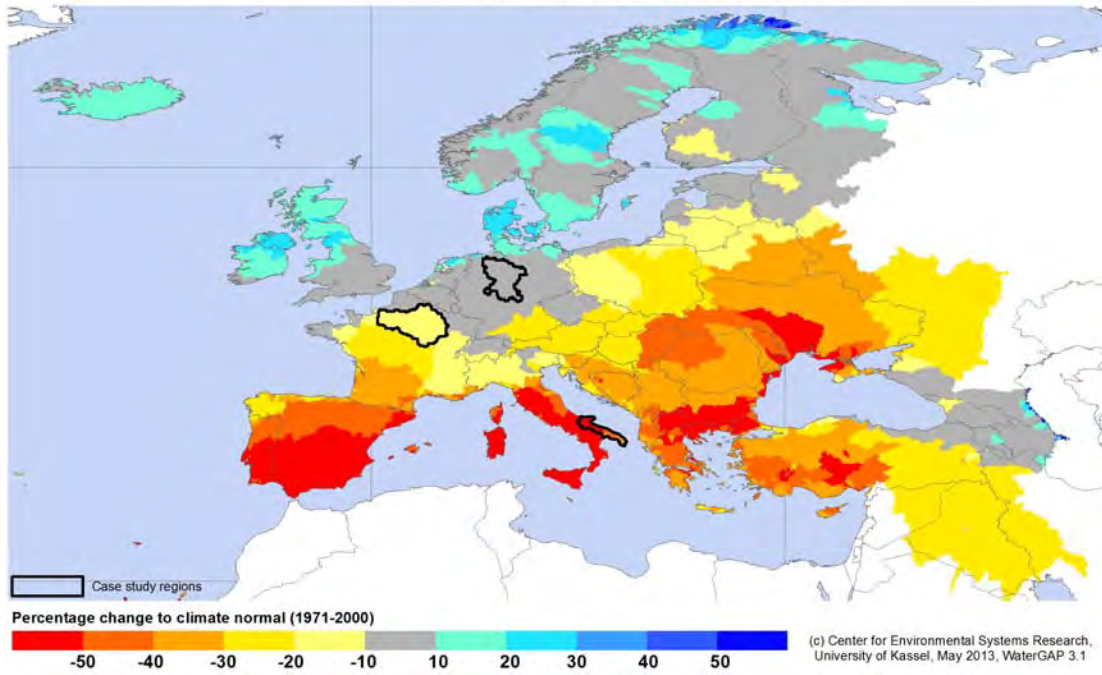 Case study regions
Percentage change to climate normal (1971-2000)
-50 -40 -30 -20 -10 10 20 30 40 50
(c) Center for Environmental Systems Research,
University of Kassel, May 2013, WaterGAP 3.1